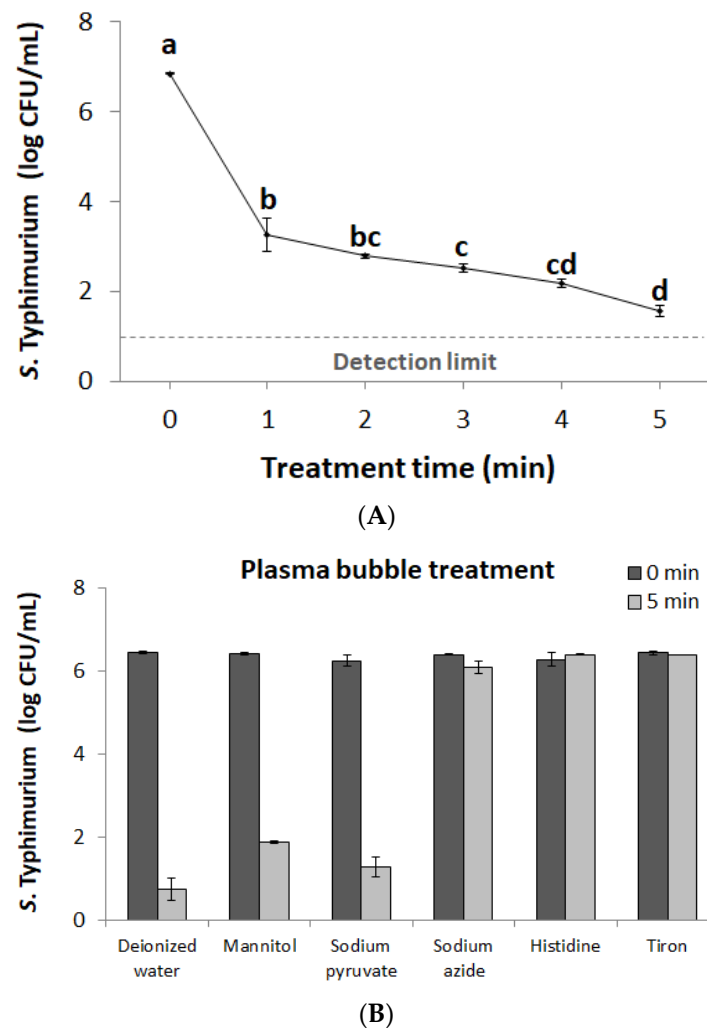 8
6
4
2
0
S. Typhimurium (log CFU/mL)
a
b
bc
c
cd
d
Detection limit
0 1 2 3 4 5
Treatment time (min)
(A)
Plasma bubble treatment
0 min
5 min
8
6
4
2
0
S. Typhimurium (log CFU/mL)
Deionized water
Mannitol
Sodium pyruvate
Sodium azide
Histidine
Tiron
(B)